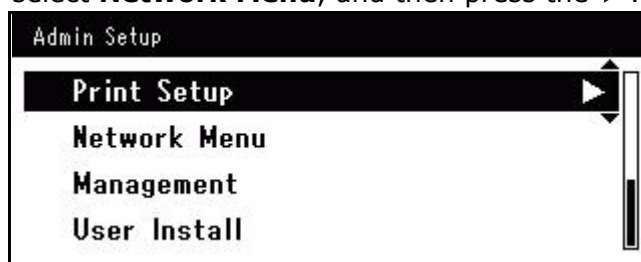 select Network Menu, and then press the
Admin Setup
Print Setup
Network Menu
Management
User Install